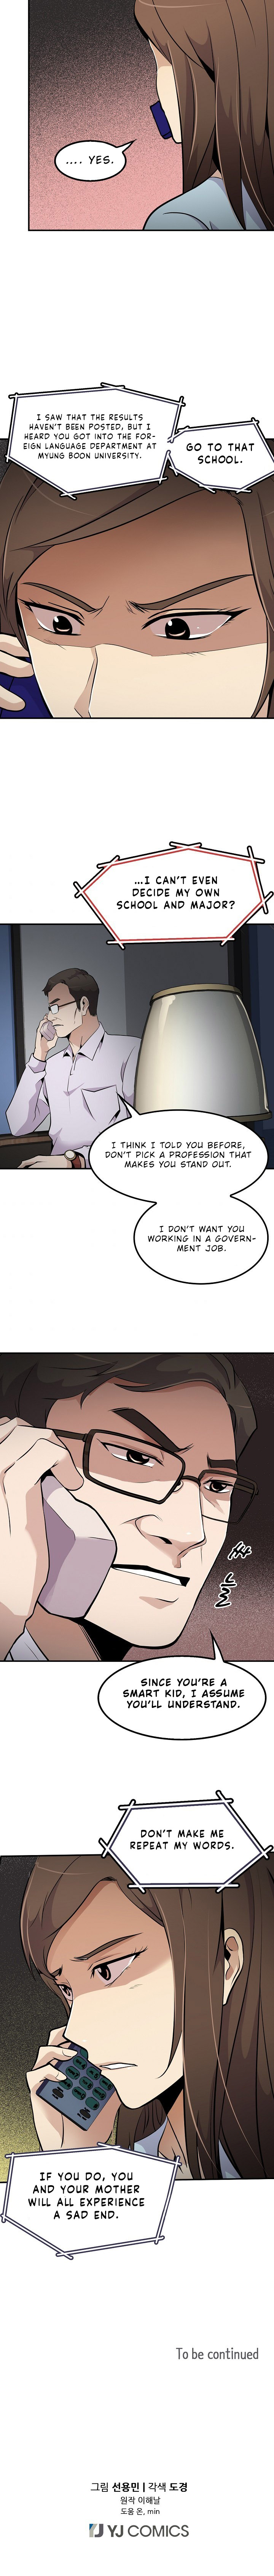 .... YES.
I SAW THAT THE RESULTS
HAVEN'T BEEN POSTED, BUT I
HEARD YOU GOT INTO THE FOR-
EIGN LANGUAGE DEPARTMENT AT
MYUNG BOON UNIVERSITY.
GO TO THAT
SCHOOL.
...I CAN'T EVEN
DECIDE MY OWN
SCHOOL AND MAJOR?
I THINK I TOLD YOU BEFORE,
DON'T PICK A PROFESSION THAT
MAKES YOU STAND OUT.
I DON'T WANT YOU
WORKING IN A GOVERN-
MENT JOB.
SINCE YOU'RE A
SMART KID, I ASSUME
YOU'LL UNDERSTAND.
DON'T MAKE ME
REPEAT MY WORDS.
IF YOU DO, YOU
AND YOUR MOTHER
WILL ALL EXPERIENCE
A SAD END.
To be continued
그림 선용민 | 각색 도경
원작 이해날
도움 온, min
YJ COMICS